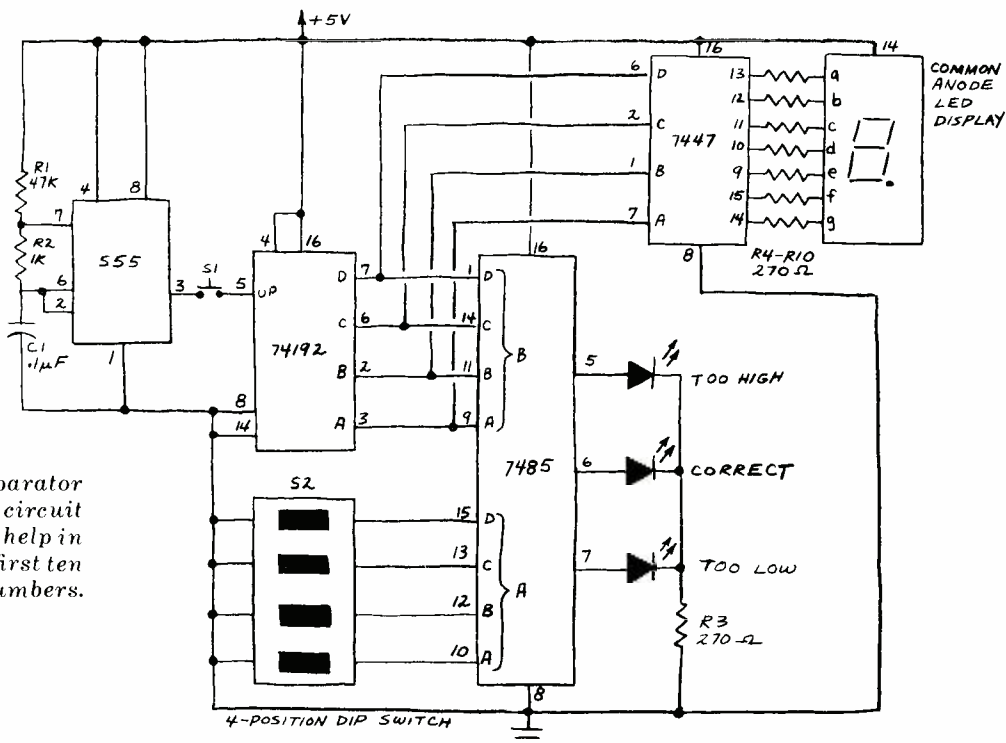 +5V
16
14
6
D
13
a
COMMON
ANODE
LED
DISPLAY
12
b
2
C
11
c
7447
10
d
1
B
9
e
15
f
7
A
14
g
8
R4-R10
270 Ω
R1
47K
4
8
7
R2
1K
555
6
2
3
S1
5
1
C1
.1μF
4
16
UP
74192
D
7
C
6
B
2
A
3
8
14
16
1
D
14
C
11
B
9
A
B
7485
5
TOO HIGH
6
CORRECT
7
TOO LOW
S2
15
D
13
C
12
B
10
A
A
8
R3
270 Ω
4-POSITION DIP SWITCH
parator
circuit
help in
first ten
umbers.